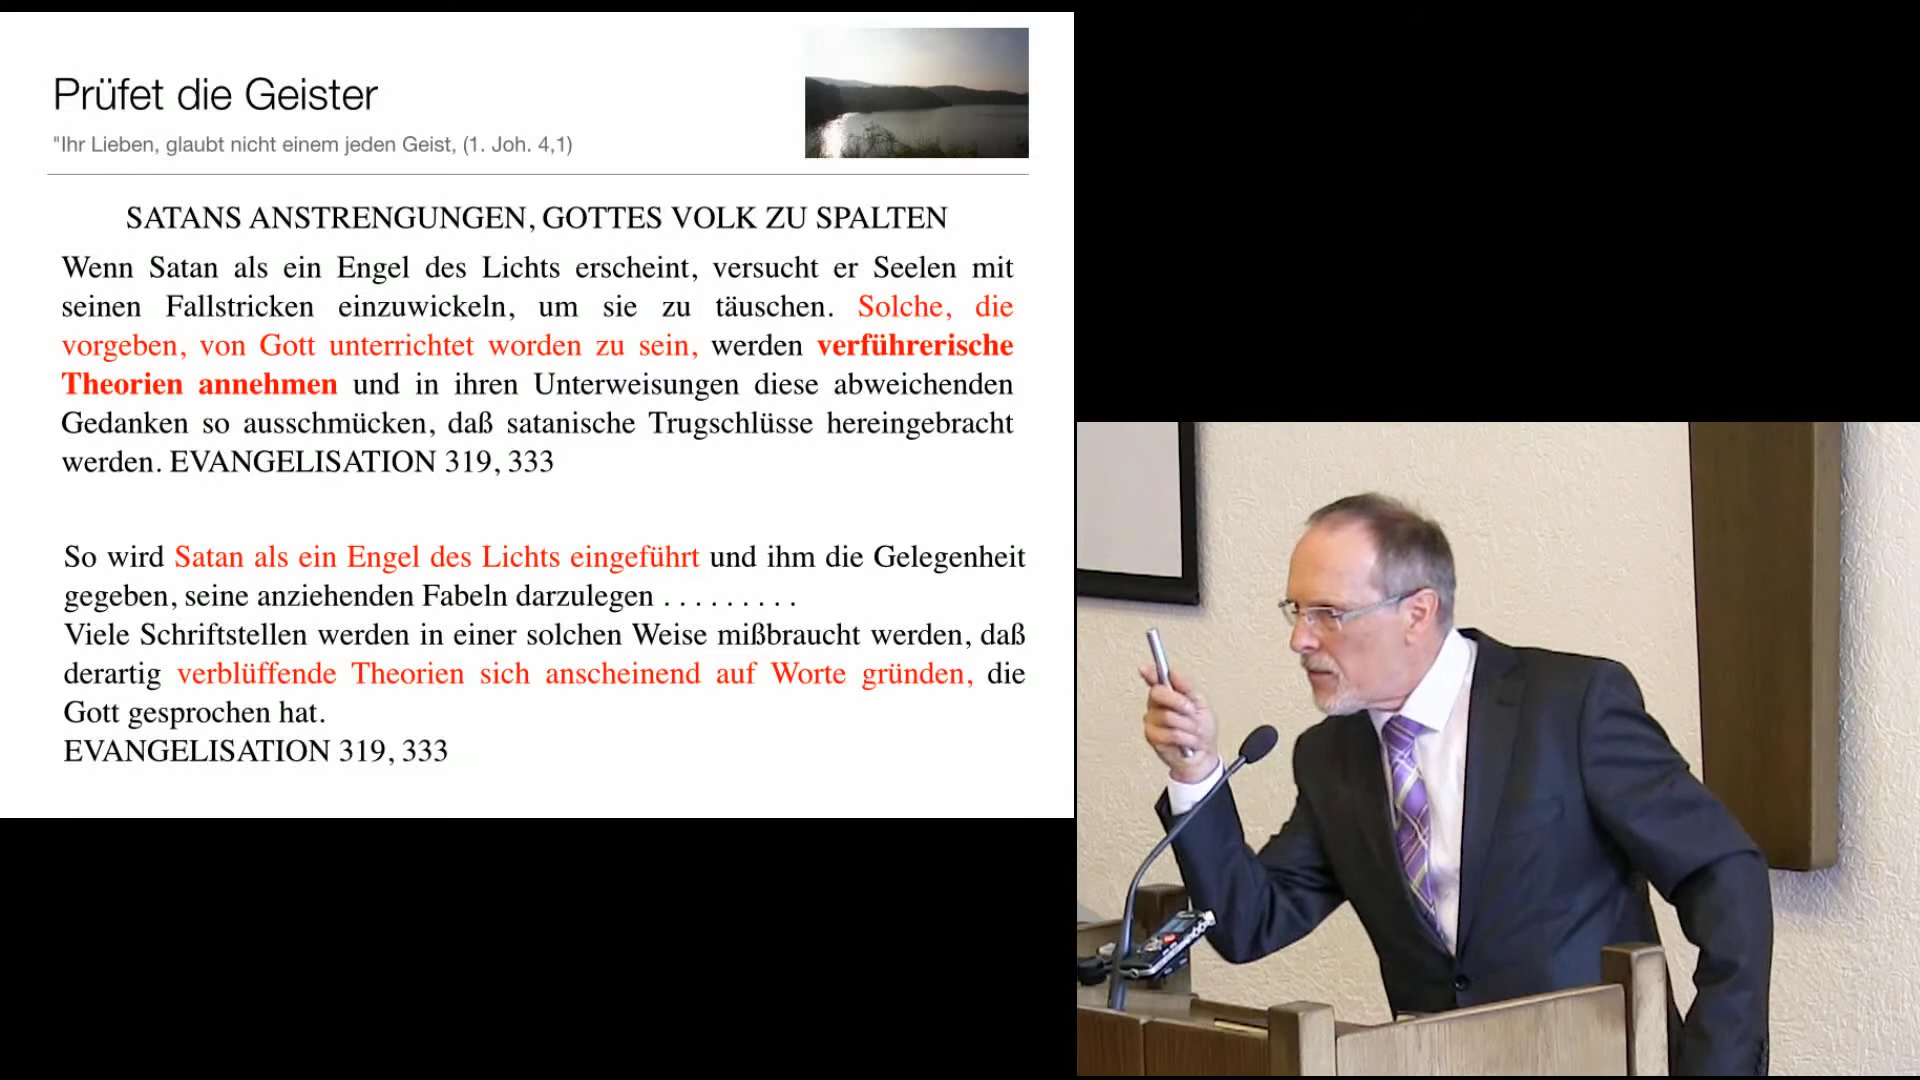 Prüfet die Geister
"Ihr Lieben, glaubt nicht einem jeden Geist, (1. Joh. 4,1)
SATANS ANSTRENGUNGEN, GOTTES VOLK ZU SPALTEN
Wenn Satan als ein Engel des Lichts erscheint, versucht er Seelen mit
seinen Fallstricken einzuwickeln, um sie zu täuschen. Solche, die
vorgeben, von Gott unterrichtet worden zu sein, werden verführerische
Theorien annehmen und in ihren Unterweisungen diese abweichenden
Gedanken so ausschmücken, daß satanische Trugschlüsse hereingebracht
werden. EVANGELISATION 319, 333
So wird Satan als ein Engel des Lichts eingeführt und ihm die Gelegenheit
gegeben, seine anziehenden Fabeln darzulegen . . . . . . . . .
Viele Schriftstellen werden in einer solchen Weise mißbraucht werden, daß
derartig verblüffende Theorien sich anscheinend auf Worte gründen, die
Gott gesprochen hat.
EVANGELISATION 319, 333